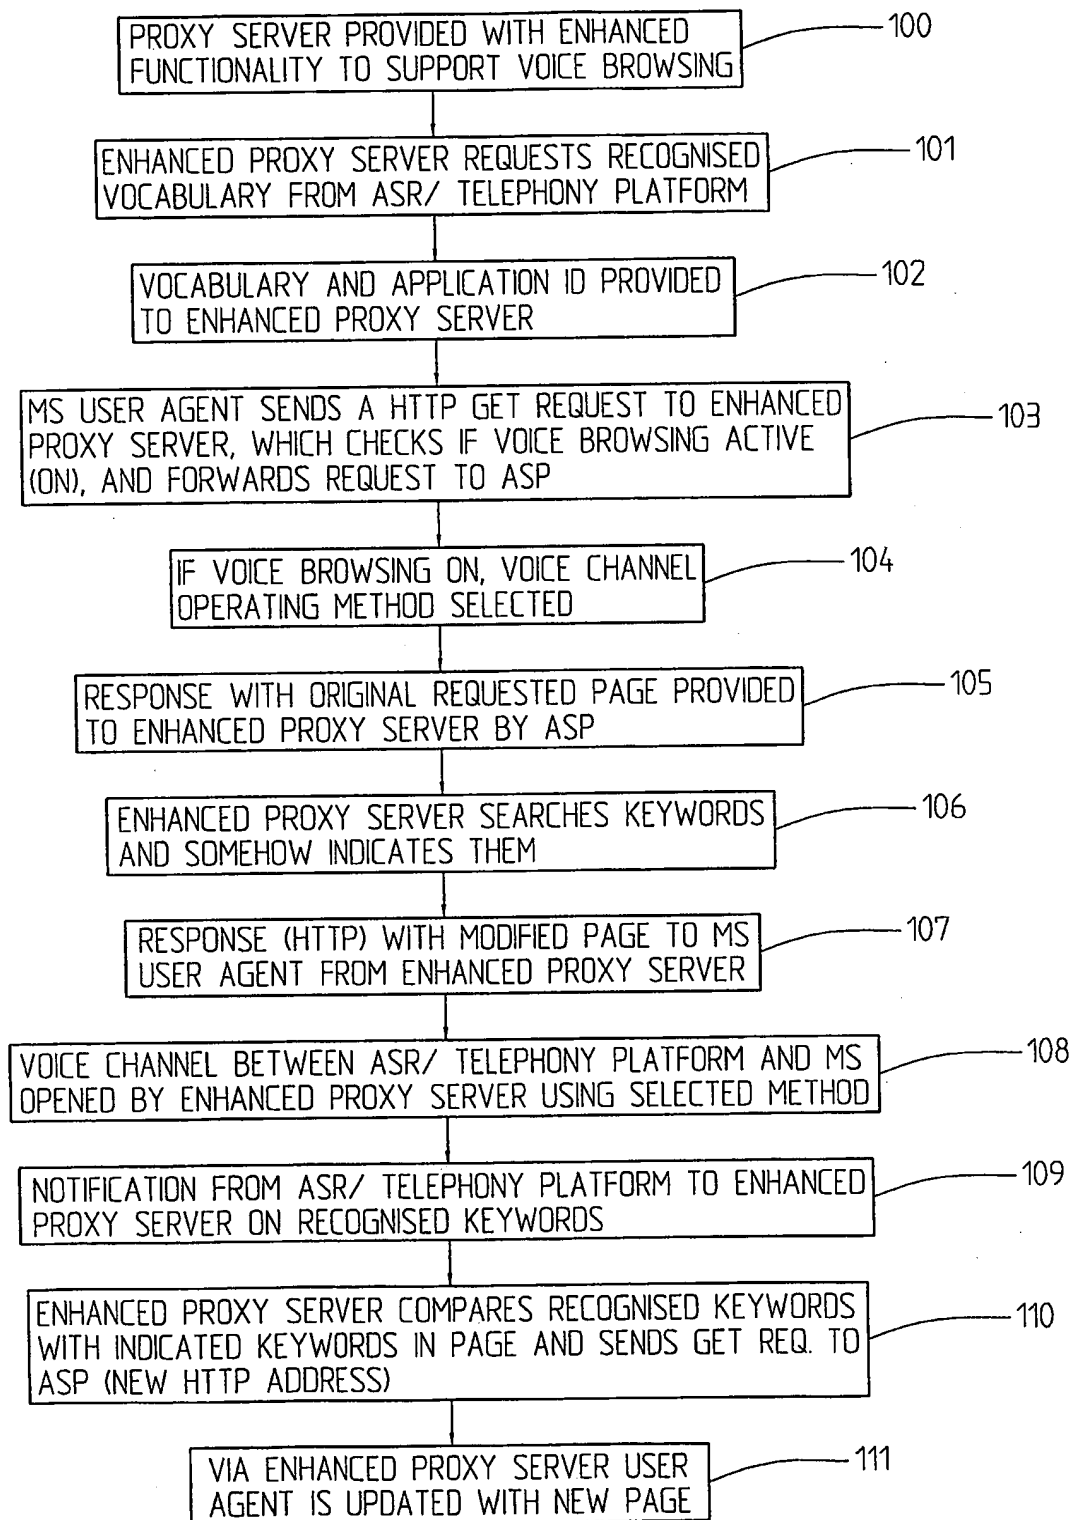 PROXY SERVER PROVIDED WITH ENHANCED
FUNCTIONALITY TO SUPPORT VOICE BROWSING
100
ENHANCED PROXY SERVER REQUESTS RECOGNISED
VOCABULARY FROM ASR/ TELEPHONY PLATFORM
101
VOCABULARY AND APPLICATION ID PROVIDED
TO ENHANCED PROXY SERVER
102
MS USER AGENT SENDS A HTTP GET REQUEST TO ENHANCED
PROXY SERVER, WHICH CHECKS IF VOICE BROWSING ACTIVE
(ON), AND FORWARDS REQUEST TO ASP
103
IF VOICE BROWSING ON, VOICE CHANNEL
OPERATING METHOD SELECTED
104
RESPONSE WITH ORIGINAL REQUESTED PAGE PROVIDED
TO ENHANCED PROXY SERVER BY ASP
105
ENHANCED PROXY SERVER SEARCHES KEYWORDS
AND SOMEHOW INDICATES THEM
106
RESPONSE (HTTP) WITH MODIFIED PAGE TO MS
USER AGENT FROM ENHANCED PROXY SERVER
107
VOICE CHANNEL BETWEEN ASR/ TELEPHONY PLATFORM AND MS
OPENED BY ENHANCED PROXY SERVER USING SELECTED METHOD
108
NOTIFICATION FROM ASR/ TELEPHONY PLATFORM TO ENHANCED
PROXY SERVER ON RECOGNISED KEYWORDS
109
ENHANCED PROXY SERVER COMPARES RECOGNISED KEYWORDS
WITH INDICATED KEYWORDS IN PAGE AND SENDS GET REQ. TO
ASP (NEW HTTP ADDRESS)
110
VIA ENHANCED PROXY SERVER USER
AGENT IS UPDATED WITH NEW PAGE
111